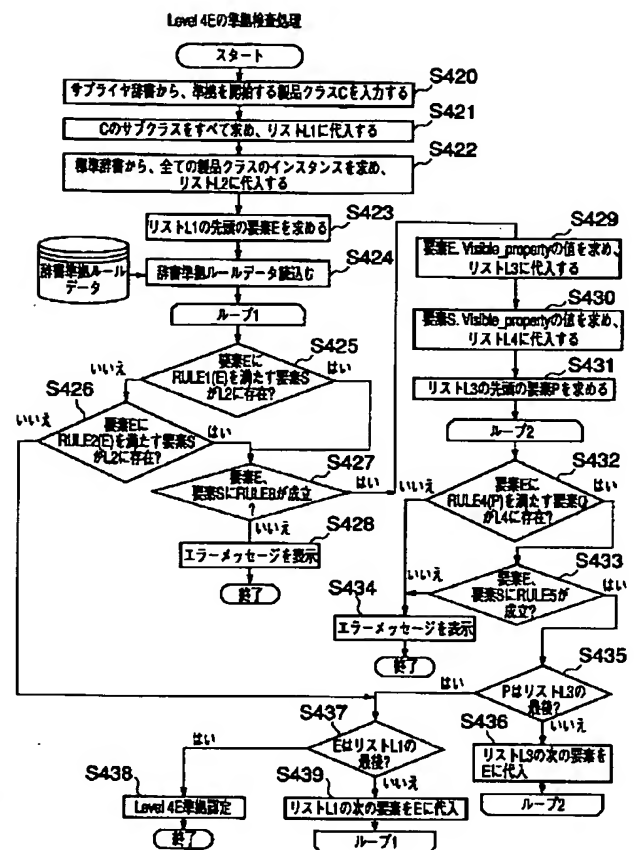 Level 4Eの準拠検査処理
スタート
S420
サプライヤ辞書から、準拠を開始する製品クラスCを入力する
S421
Cのサブクラスをすべて求め、リストL1に代入する
S422
標準辞書から、全ての製品クラスのインスタンスを求め、
リストL2に代入する
S423
リストL1の先頭の要素Eを求める
辞書準拠ルール
データ
S424
辞書準拠ルールデータ読込む
ループ1
S425
要素Eに
RULE1(E)を満たす要素S
がL2に存在?
いいえ
はい
S426
要素Eに
RULE2(E)を満たす要素S
がL2に存在?
いいえ
はい
S427
要素E、
要素SにRULE3が成立
?
はい
いいえ
S428
エラーメッセージを表示
終了
S429
要素E. Visible_propertyの値を求め、
リストL3に代入する
S430
要素S. Visible_propertyの値を求め、
リストL4に代入する
S431
リストL3の先頭の要素Pを求める
ループ2
S432
要素Eに
RULE4(P)を満たす要素Q
がL4に存在?
いいえ
はい
S433
要素E、
要素SにRULE5が
成立?
いいえ
はい
S434
エラーメッセージを表示
終了
S435
PはリストL3の
最後?
はい
いいえ
S436
リストL3の次の要素を
Eに代入
ループ2
S437
EはリストL1の
最後?
はい
いいえ
S438
Level 4E準拠認定
終了
S439
リストL1の次の要素をEに代入
ループ1